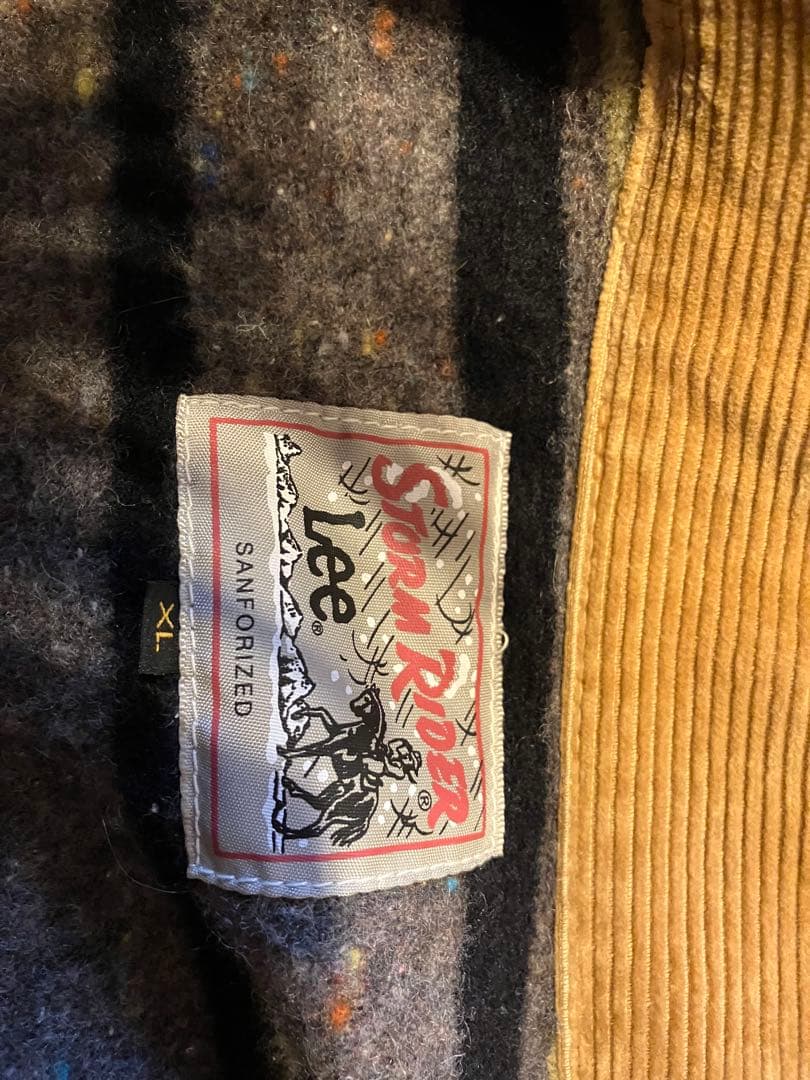 STORM RIDER®
Lee®
SANFORIZED
XL